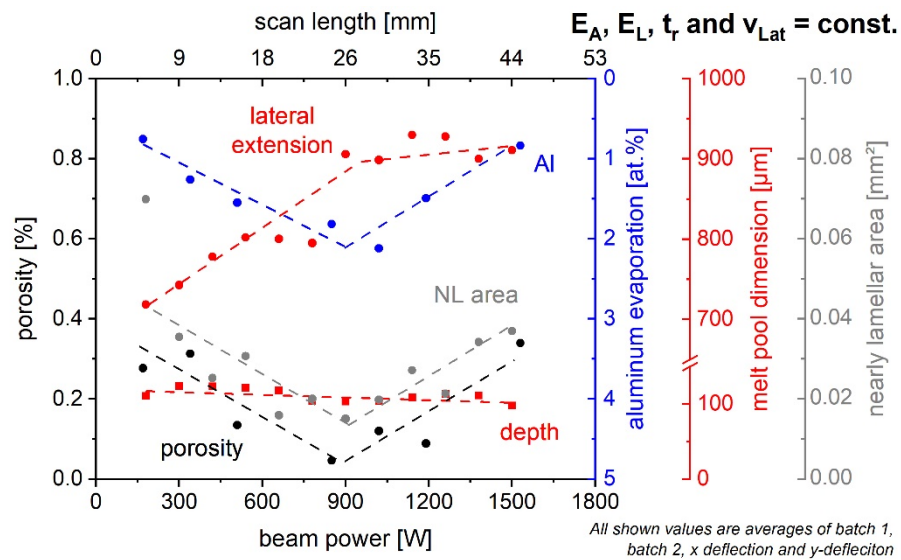 scan length [mm]
E_A, E_L, t_r and v_Lat = const.
0 9 18 26 35 44 53
1.0 0 1000 0.10
lateral
extension
0.8 1 900 0.08
Al
0.6 2 800 0.06
NL area
0.4 3 700 0.04
0.2 4 100 0.02
porosity
depth
0.0 5 0 0.00
porosity [%]
aluminum evaporation [at.%]
melt pool dimension [µm]
nearly lamellar area [mm²]
0 300 600 900 1200 1500 1800
beam power [W]
All shown values are averages of batch 1,
batch 2, x deflection and y-defleciton